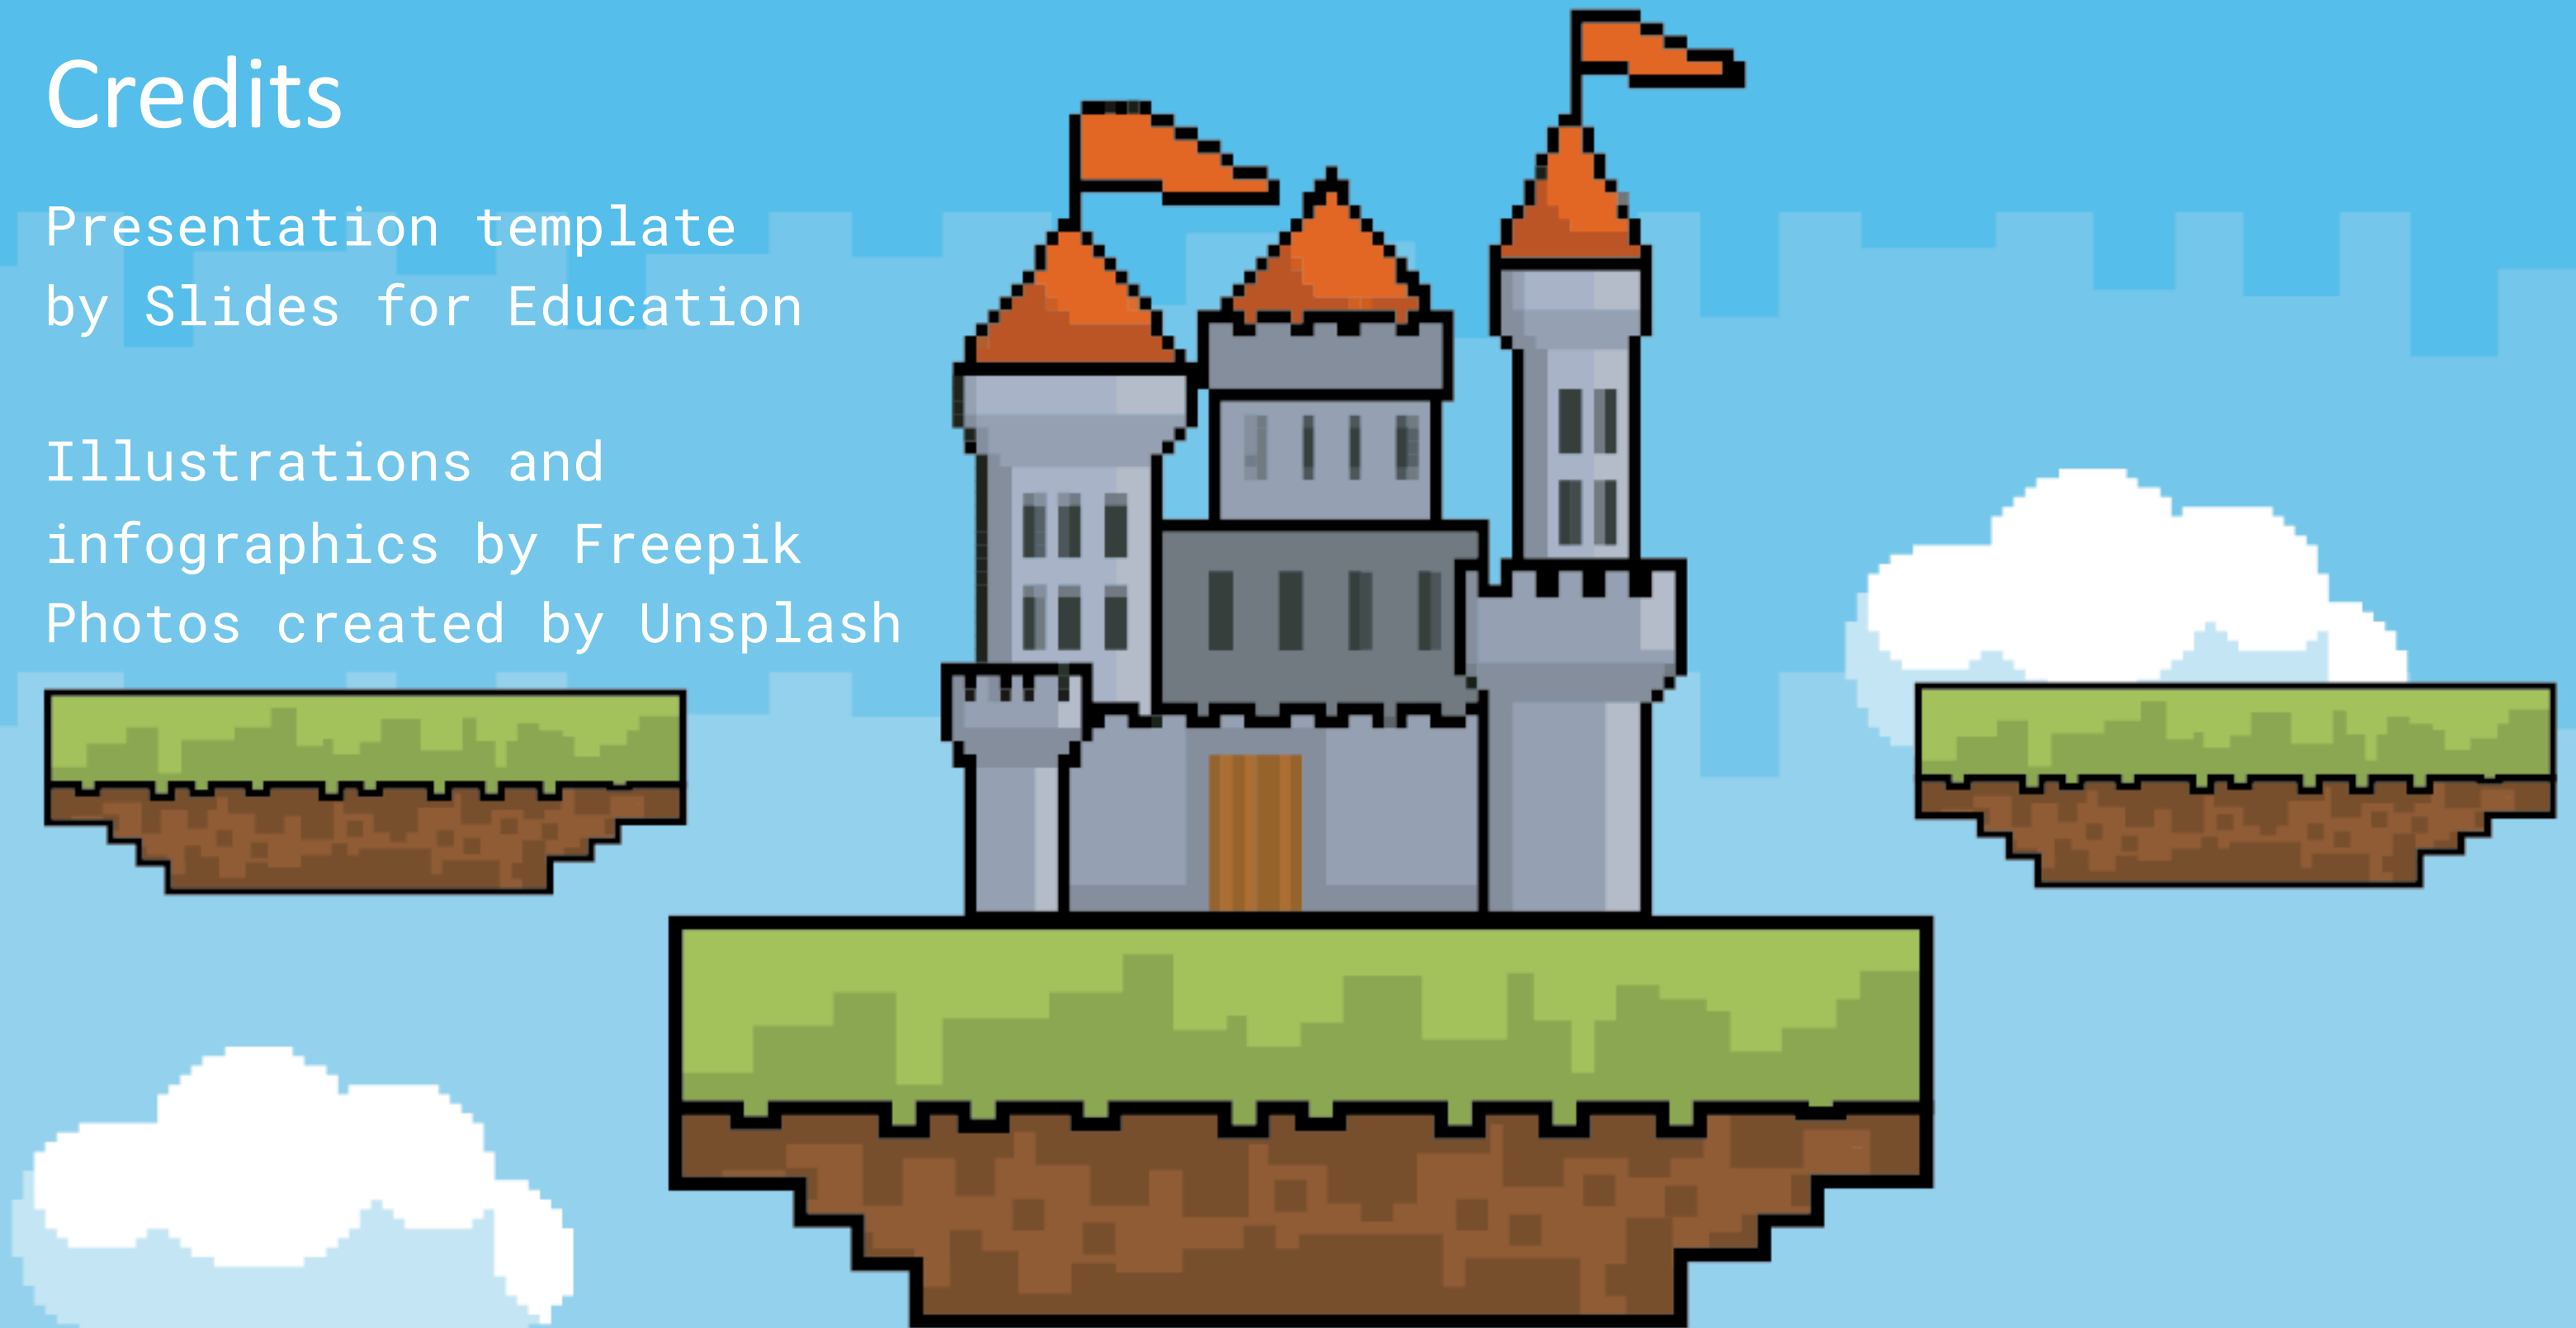 Credits
Presentation template
by Slides for Education
Illustrations and
infographics by Freepik
Photos created by Unsplash